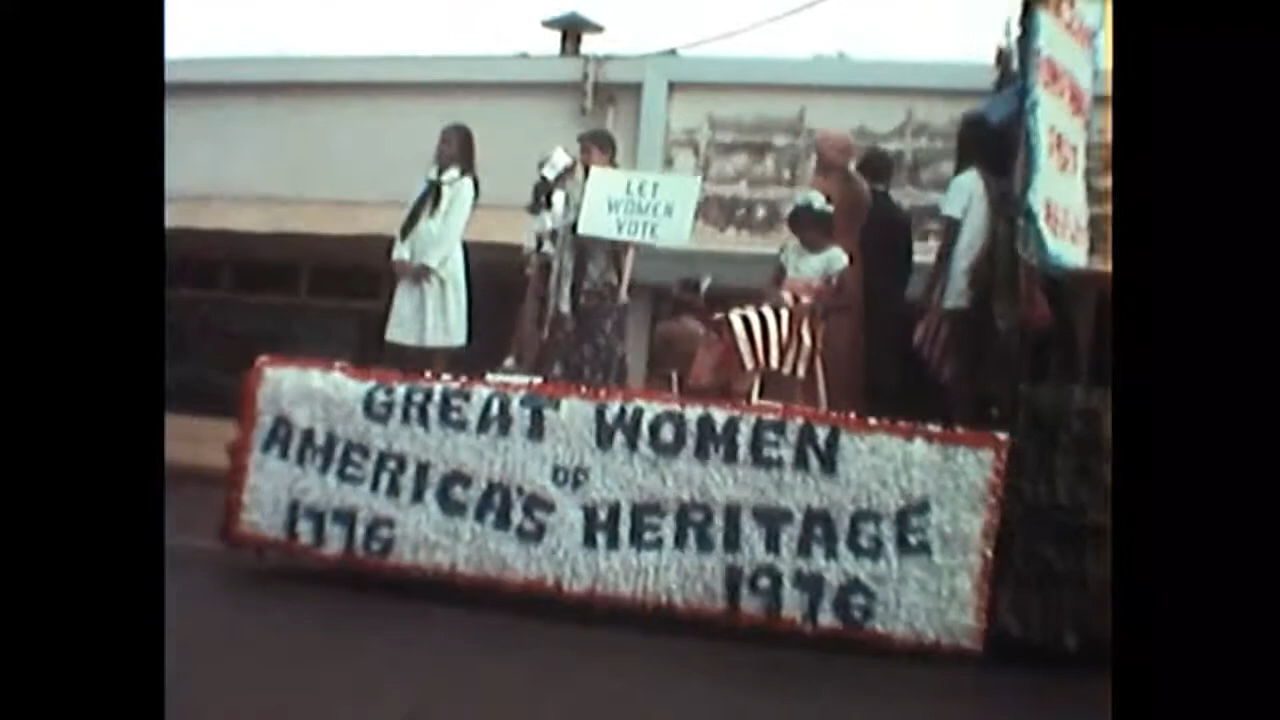 LET
WOMEN
VOTE
GREAT WOMEN
OF
AMERICA'S HERITAGE
1776
1976